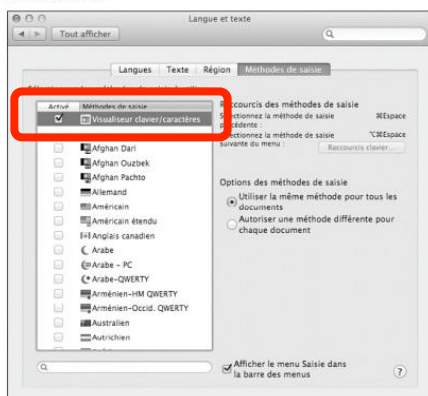 Langue et texte
Tout afficher
Langues Texte Région Méthodes de saisie
Activé Méthodes de saisie
Visualiseur clavier/caractères
Afghan Dari
Afghan Ouzbek
Afghan Pachto
Allemand
Américain
Américain étendu
Anglais canadien
Arabe
Arabe - PC
Arabe-QWERTY
Arménien-HM QWERTY
Arménien-Occid. QWERTY
Australien
Autrichien
Raccourcis des méthodes de saisie
Sélectionnez la méthode de saisie ⌘Espace
précédente :
Sélectionnez la méthode de saisie ⌥⌘Espace
suivante du menu :
Raccourcis clavier...
Options des méthodes de saisie
Utiliser la même méthode pour tous les
documents
Autoriser une méthode différente pour
chaque document
Afficher le menu Saisie dans
la barre des menus
?